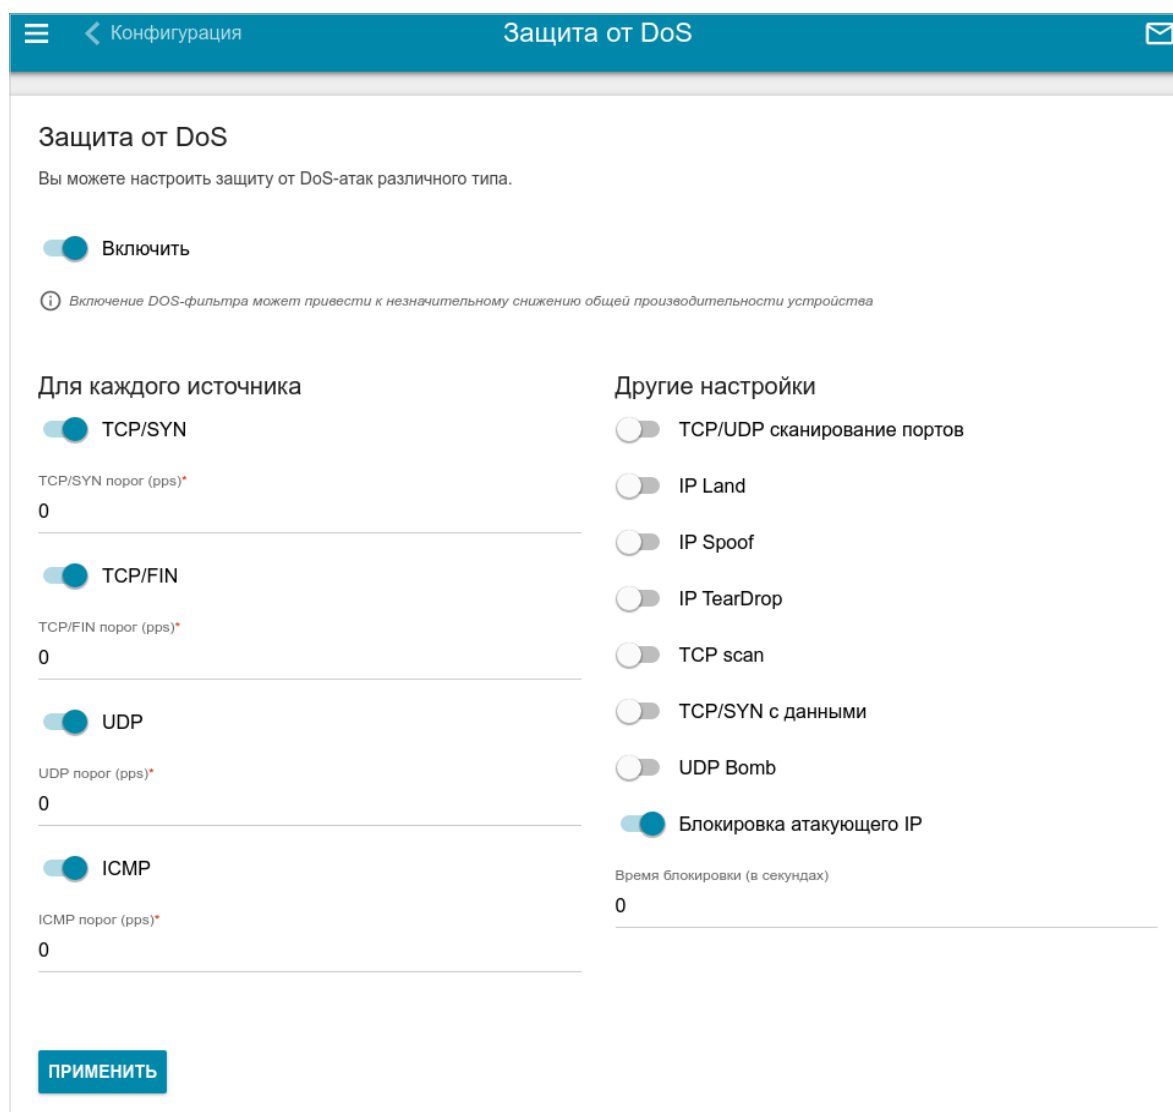 Конфигурация
Защита от DoS
Защита от DoS
Вы можете настроить защиту от DoS-атак различного типа.
Включить
Включение DOS-фильтра может привести к незначительному снижению общей производительности устройства
Для каждого источника
TCP/SYN
TCP/SYN порог (pps)*
0
TCP/FIN
TCP/FIN порог (pps)*
0
UDP
UDP порог (pps)*
0
ICMP
ICMP порог (pps)*
0
Другие настройки
TCP/UDP сканирование портов
IP Land
IP Spoof
IP TearDrop
TCP scan
TCP/SYN с данными
UDP Bomb
Блокировка атакующего IP
Время блокировки (в секундах)
0
ПРИМЕНИТЬ